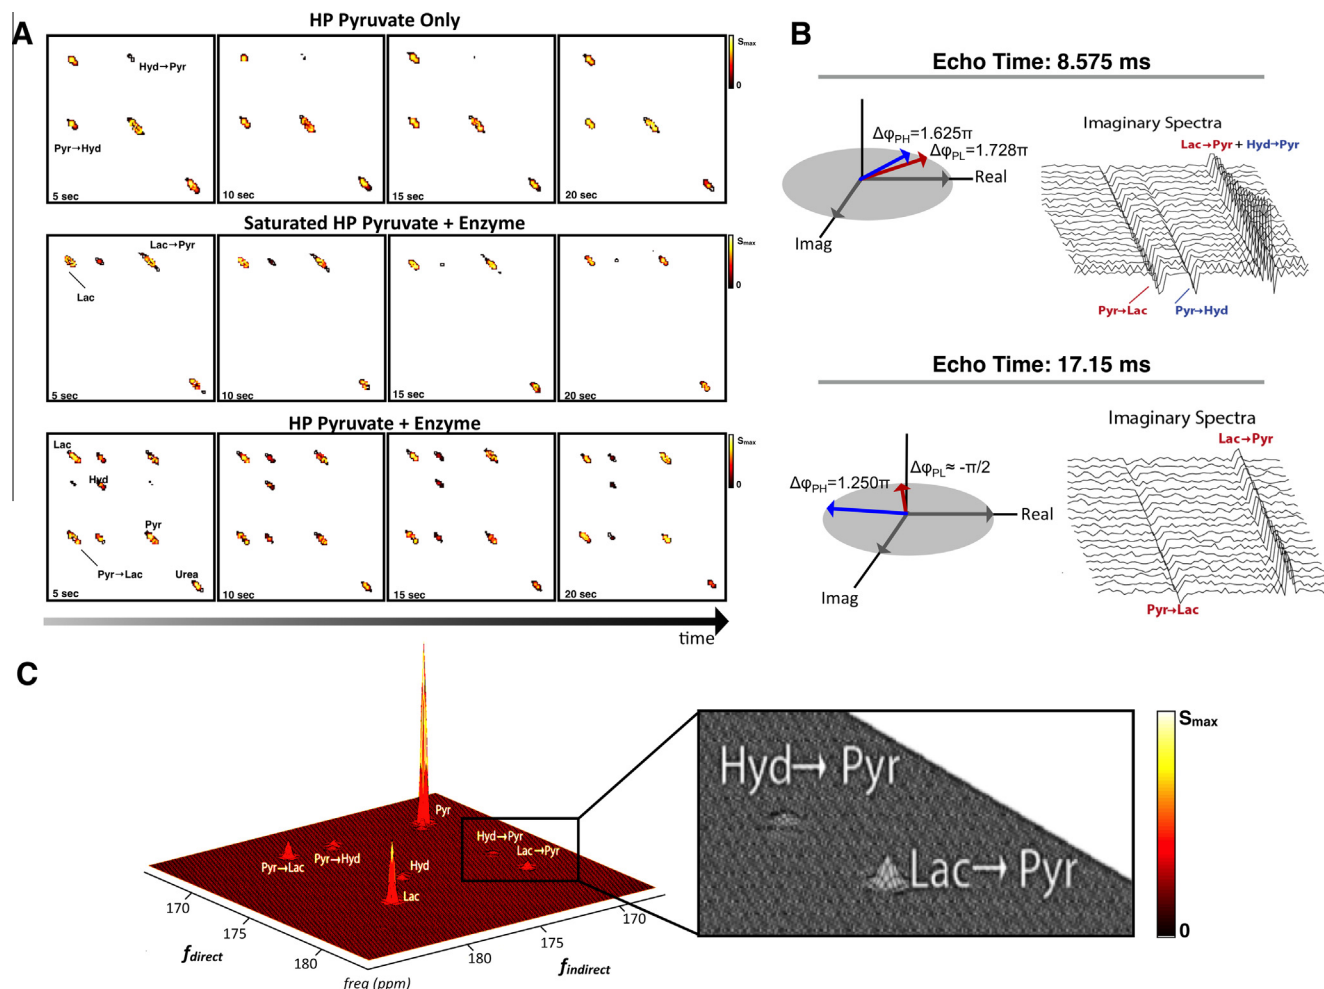 A
HP Pyruvate Only
Hyd→Pyr
Pyr→Hyd
5 sec
10 sec
15 sec
20 sec
Smax
0
Saturated HP Pyruvate + Enzyme
Lac→Pyr
Lac
5 sec
10 sec
15 sec
20 sec
Smax
0
HP Pyruvate + Enzyme
Lac
Hyd
Pyr
Pyr→Lac
Urea
5 sec
10 sec
15 sec
20 sec
Smax
0
time
B
Echo Time: 8.575 ms
ΔφPH=1.625π
ΔφPL=1.728π
Real
Imag
Imaginary Spectra
Lac→Pyr + Hyd→Pyr
Pyr→Lac
Pyr→Hyd
Echo Time: 17.15 ms
ΔφPH=1.250π
ΔφPL≈ -π/2
Real
Imag
Imaginary Spectra
Lac→Pyr
Pyr→Lac
C
Pyr
Hyd→Pyr
Lac→Pyr
Pyr→Lac
Pyr→Hyd
Hyd
Lac
170
175
180
fdirect
freq (ppm)
180
175
170
findirect
Hyd→ Pyr
Lac→ Pyr
Smax
0